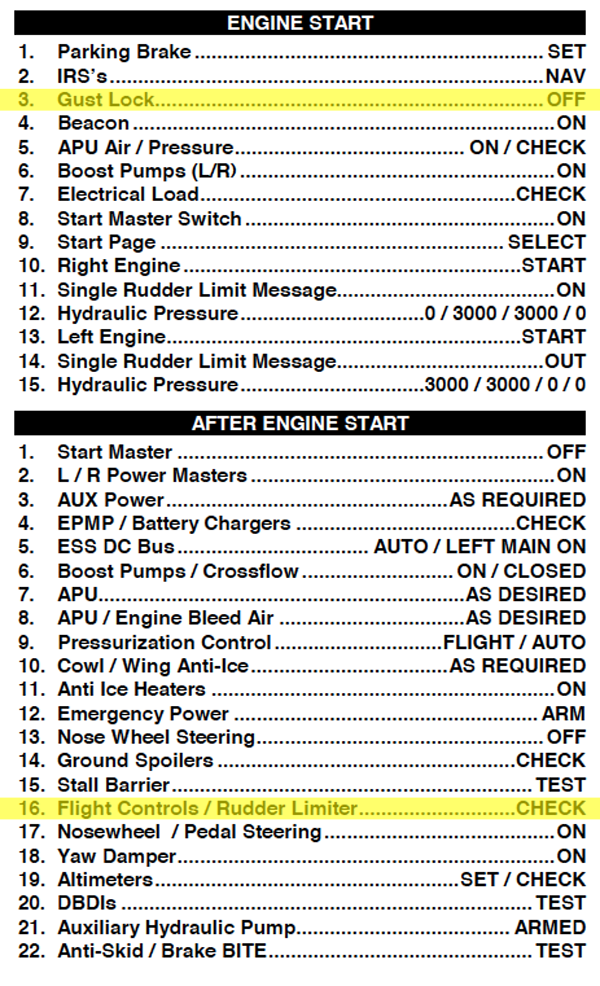 ENGINE START
1. Parking Brake........................................................... SET
2. IRS's.......................................................................NAV
3. Gust Lock............................................................... OFF
4. Beacon ....................................................................ON
5. APU Air / Pressure....................................... ON / CHECK
6. Boost Pumps (L/R) ....................................................ON
7. Electrical Load.....................................................CHECK
8. Start Master Switch ...................................................ON
9. Start Page ........................................................ SELECT
10. Right Engine........................................................START
11. Single Rudder Limit Message.....................................ON
12. Hydraulic Pressure...............................0 / 3000 / 3000 / 0
13. Left Engine...........................................................START
14. Single Rudder Limit Message...................................OUT
15. Hydraulic Pressure...............................3000 / 3000 / 0 / 0
AFTER ENGINE START
1. Start Master ............................................................. OFF
2. L / R Power Masters ..................................................ON
3. AUX Power...............................................AS REQUIRED
4. EPMP / Battery Chargers ......................................CHECK
5. ESS DC Bus................................. AUTO / LEFT MAIN ON
6. Boost Pumps / Crossflow .......................... ON / CLOSED
7. APU.............................................................AS DESIRED
8. APU / Engine Bleed Air ................................AS DESIRED
9. Pressurization Control ............................FLIGHT / AUTO
10. Cowl / Wing Anti-Ice.................................AS REQUIRED
11. Anti Ice Heaters ..........................................................ON
12. Emergency Power .................................................... ARM
13. Nose Wheel Steering................................................ OFF
14. Ground Spoilers ..................................................CHECK
15. Stall Barrier............................................................. TEST
16. Flight Controls / Rudder Limiter...........................CHECK
17. Nosewheel / Pedal Steering .......................................ON
18. Yaw Damper................................................................ON
19. Altimeters...................................................SET / CHECK
20. DBDIs ...................................................................... TEST
21. Auxiliary Hydraulic Pump..................................... ARMED
22. Anti-Skid / Brake BITE............................................. TEST